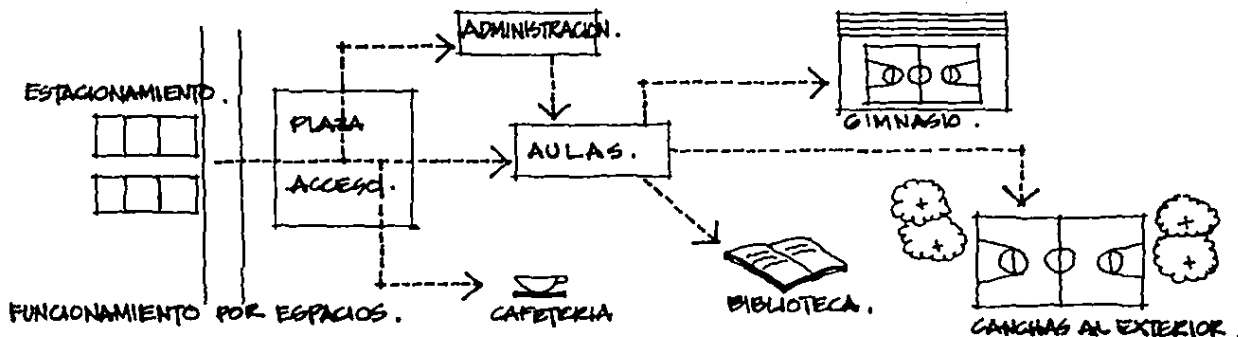 ADMINISTRACION.
ESTACIONAMIENTO.
PLAZA
ACCESO.
AULAS.
GIMNASIO.
BIBLIOTECA.
CAFETERIA
FUNCIONAMIENTO POR ESPACIOS.
CANCHAS AL EXTERIOR.